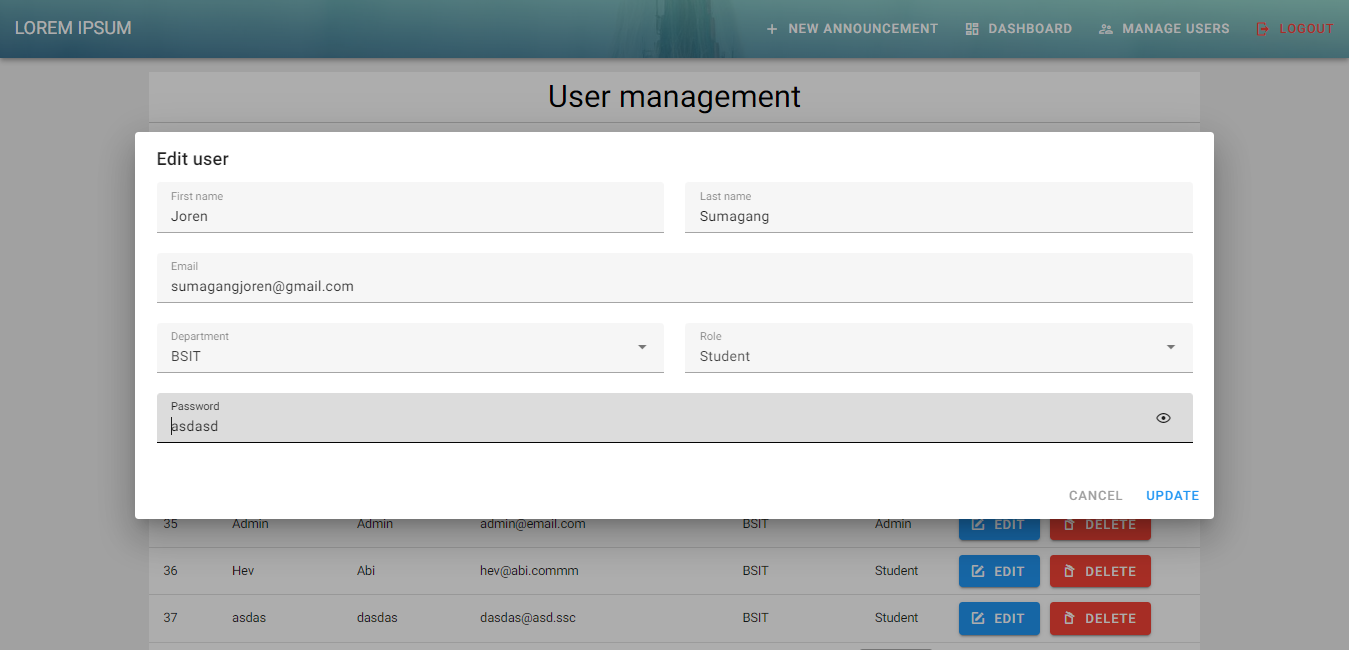 LOREM IPSUM
NEW ANNOUNCEMENT DASHBOARD MANAGE USERS LOGOUT
User management
Edit user
First name Last name
Joren Sumagang
Email
sumagangjoren@gmail.com
Department Role
BSIT Student
Password
asdasd
CANCEL UPDATE
35 Admin Admin admin@email.com BSIT Admin EDIT DELETE
36 Hev Abi hev@abi.commm BSIT Student EDIT DELETE
37 asdas dasdas dasdas@asd.ssc BSIT Student EDIT DELETE